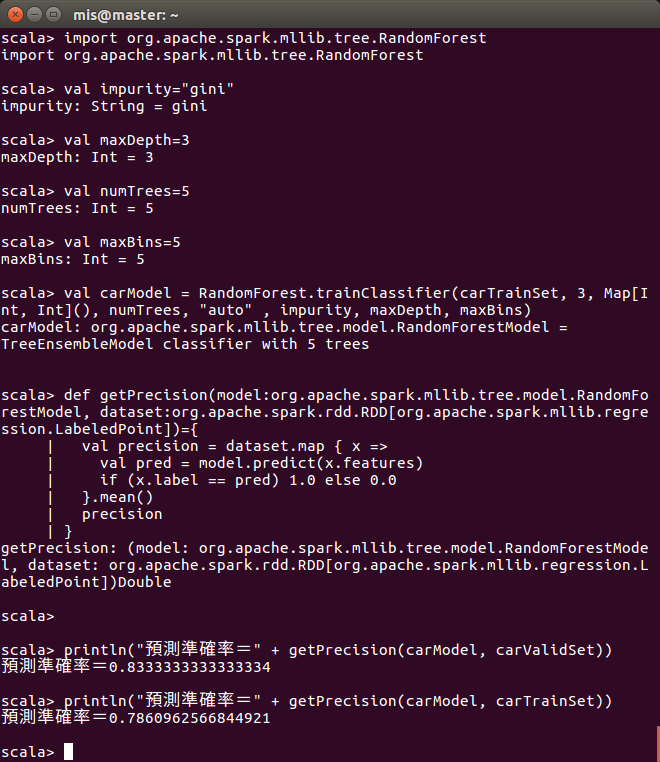 mis@master: ~
scala> import org.apache.spark.mllib.tree.RandomForest
import org.apache.spark.mllib.tree.RandomForest
scala> val impurity="gini"
impurity: String = gini
scala> val maxDepth=3
maxDepth: Int = 3
scala> val numTrees=5
numTrees: Int = 5
scala> val maxBins=5
maxBins: Int = 5
scala> val carModel = RandomForest.trainClassifier(carTrainSet, 3, Map[I
nt, Int](), numTrees, "auto" , impurity, maxDepth, maxBins)
carModel: org.apache.spark.mllib.tree.model.RandomForestModel =
TreeEnsembleModel classifier with 5 trees
scala> def getPrecision(model:org.apache.spark.mllib.tree.model.RandomFo
restModel, dataset:org.apache.spark.rdd.RDD[org.apache.spark.mllib.regre
ssion.LabeledPoint])={
     |   val precision = dataset.map { x =>
     |     val pred = model.predict(x.features)
     |     if (x.label == pred) 1.0 else 0.0
     |   }.mean()
     |   precision
     | }
getPrecision: (model: org.apache.spark.mllib.tree.model.RandomForestMode
l, dataset: org.apache.spark.rdd.RDD[org.apache.spark.mllib.regression.L
abeledPoint])Double
scala>
scala> println("預測準確率＝" + getPrecision(carModel, carValidSet))
預測準確率＝0.8333333333333334
scala> println("預測準確率＝" + getPrecision(carModel, carTrainSet))
預測準確率＝0.7860962566844921
scala>